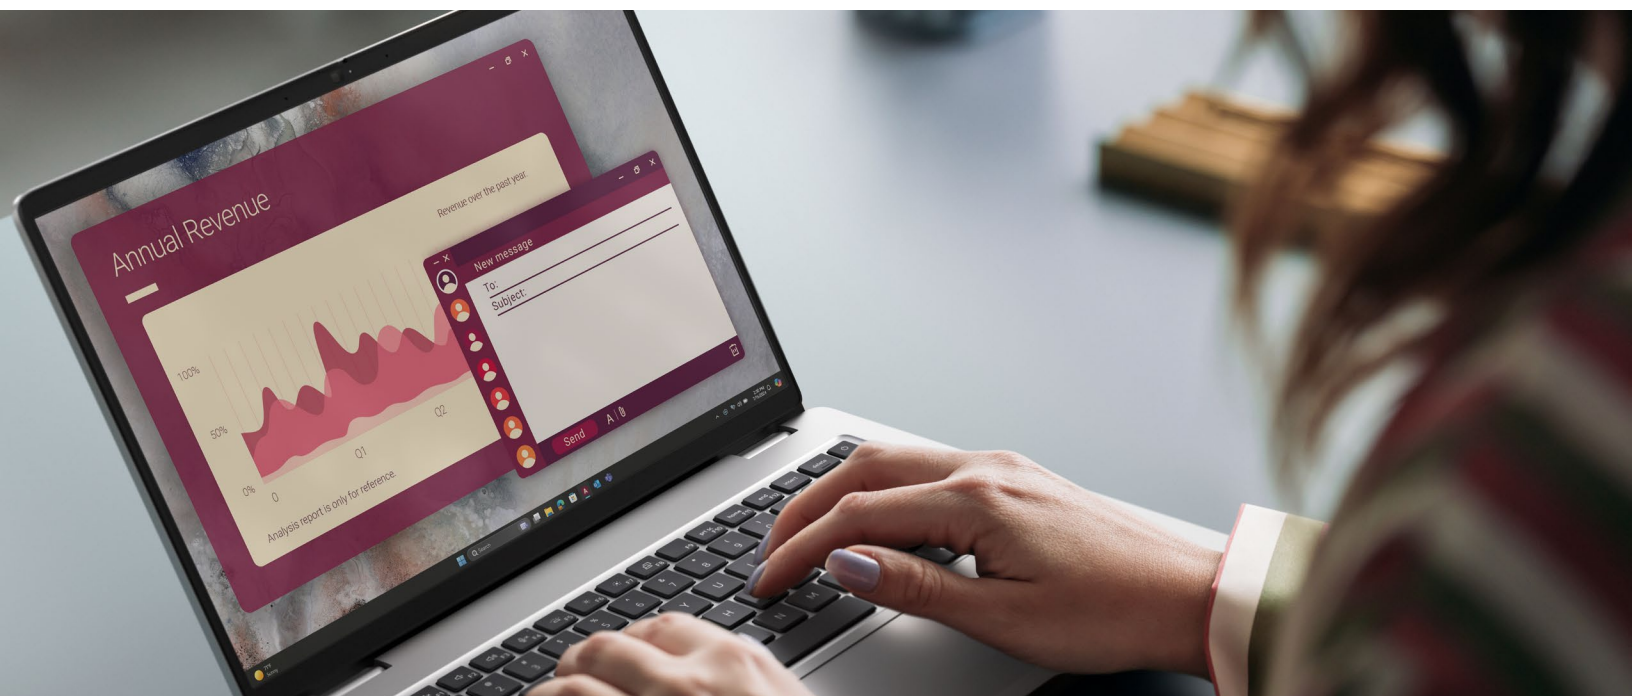 Annual Revenue
Revenue over the past year.
100%
50%
0%
0
Q1
Q2
Analysis report is only for reference.
New message
To:
Subject:
Send
A
Search
U
Y
H
N
M